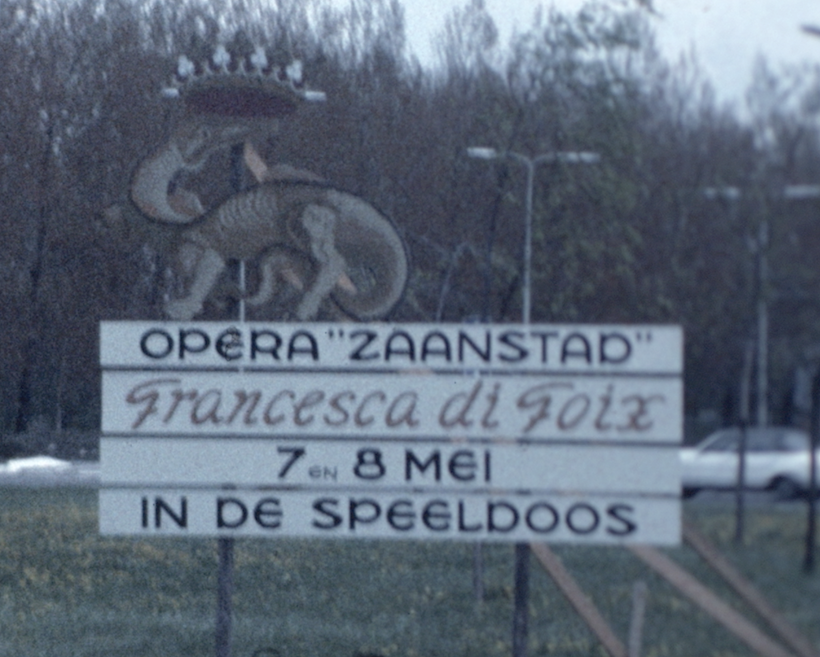 OPERA "ZAANSTAD"
Francesca di Foix
7 EN 8 MEI
IN DE SPEELDOOS